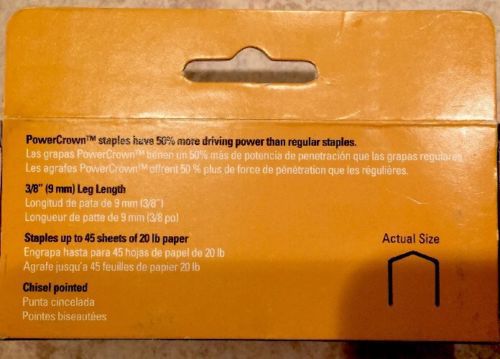 PowerCrown™ staples have 50% more driving power than regular staples.
Las grapas PowerCrown™ tienen un 50% más de potencia de penetración que las grapas regulares.
Les agrafes PowerCrown™ offrent 50 % plus de force de pénétration que les régulières.
3/8" (9 mm) Leg Length
Longitud de pata de 9 mm (3/8")
Longueur de patte de 9 mm (3/8 po)
Staples up to 45 sheets of 20 lb paper
Engrapa hasta para 45 hojas de papel de 20 lb
Agrafe jusqu'a 45 feuilles de papier 20 lb
Actual Size
Chisel pointed
Punta cincelada
Pointes biseautées